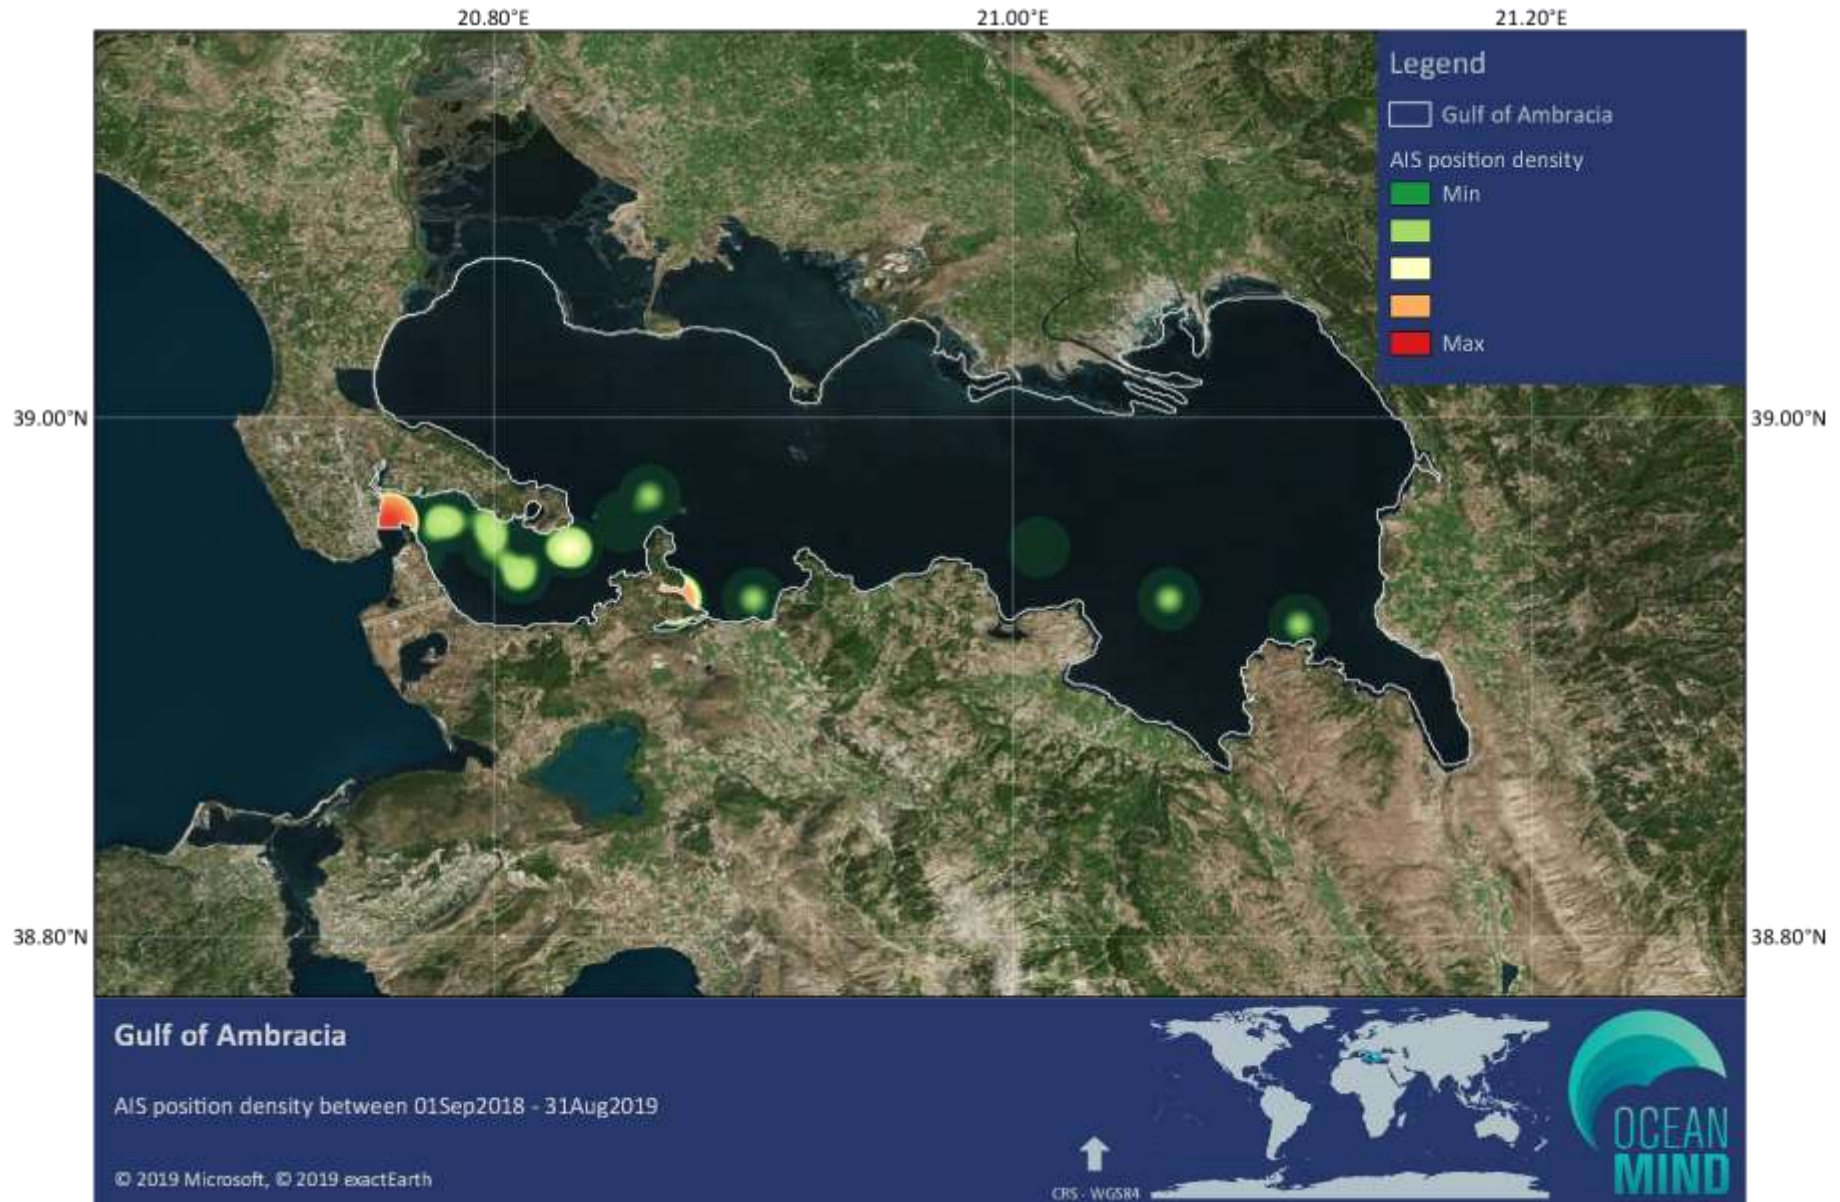 20.80°E 21.00°E 21.20°E
Legend
Gulf of Ambracia
AIS position density
Min
Max
39.00°N 39.00°N
38.80°N 38.80°N
Gulf of Ambracia
AIS position density between 01Sep2018 - 31Aug2019
© 2019 Microsoft, © 2019 exactEarth
CRS - WGS84
OCEAN
MIND